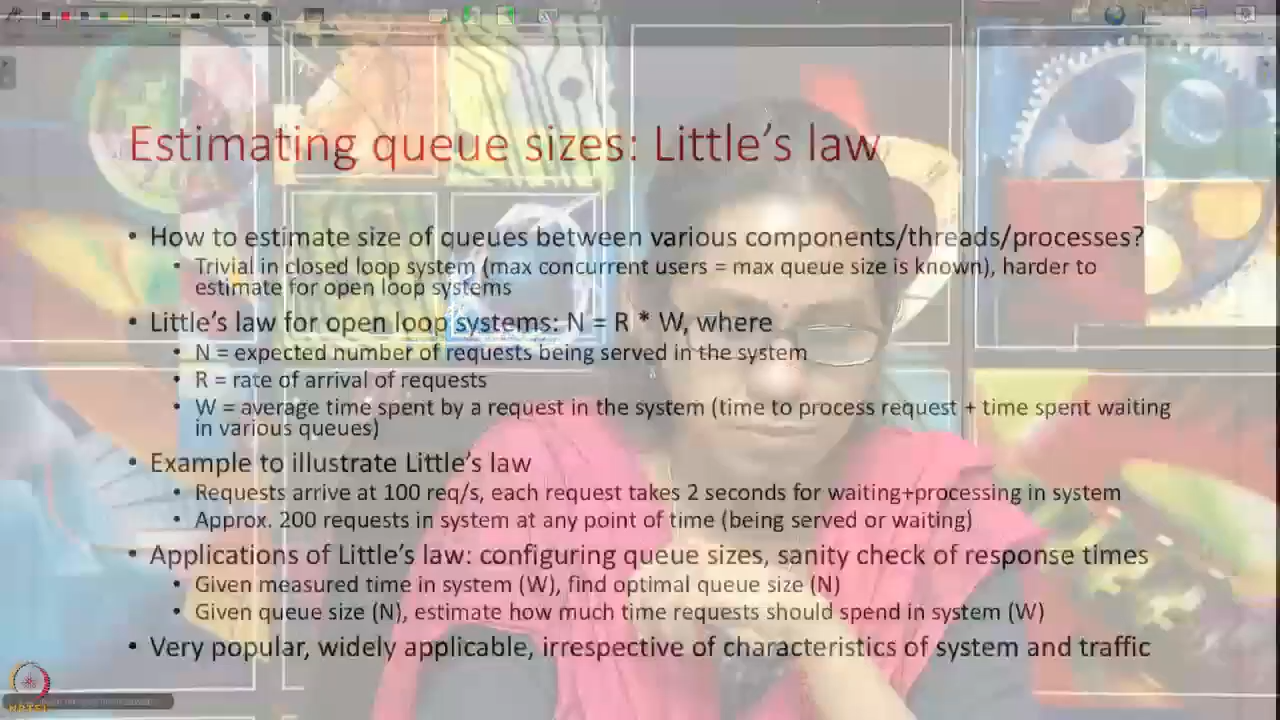 Estimating queue sizes: Little's law
• How to estimate size of queues between various components/threads/processes?
• Trivial in closed loop system (max concurrent users = max queue size is known), harder to
estimate for open loop systems
• Little's law for open loop systems: N = R * W, where
• N = expected number of requests being served in the system
• R = rate of arrival of requests
• W = average time spent by a request in the system (time to process request + time spent waiting
in various queues)
• Example to illustrate Little's law
• Requests arrive at 100 req/s, each request takes 2 seconds for waiting+processing in system
• Approx. 200 requests in system at any point of time (being served or waiting)
• Applications of Little's law: configuring queue sizes, sanity check of response times
• Given measured time in system (W), find optimal queue size (N)
• Given queue size (N), estimate how much time requests should spend in system (W)
• Very popular, widely applicable, irrespective of characteristics of system and traffic
NPTEL